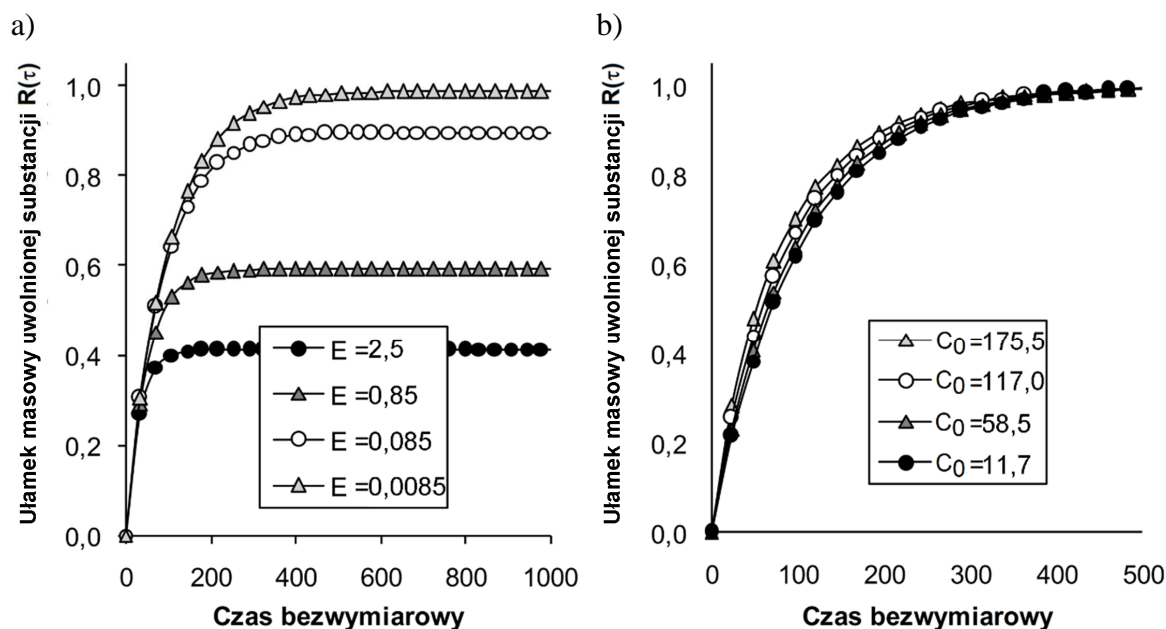 a)
Ułamek masowy uwolnionej substancji R(τ)
1,0
0,8
0,6
0,4
0,2
0,0
E =2,5
E =0,85
E =0,085
E =0,0085
0 200 400 600 800 1000
Czas bezwymiarowy
b)
Ułamek masowy uwolnionej substancji R(τ)
1,0
0,8
0,6
0,4
0,2
0,0
C0=175,5
C0=117,0
C0=58,5
C0=11,7
0 100 200 300 400 500
Czas bezwymiarowy